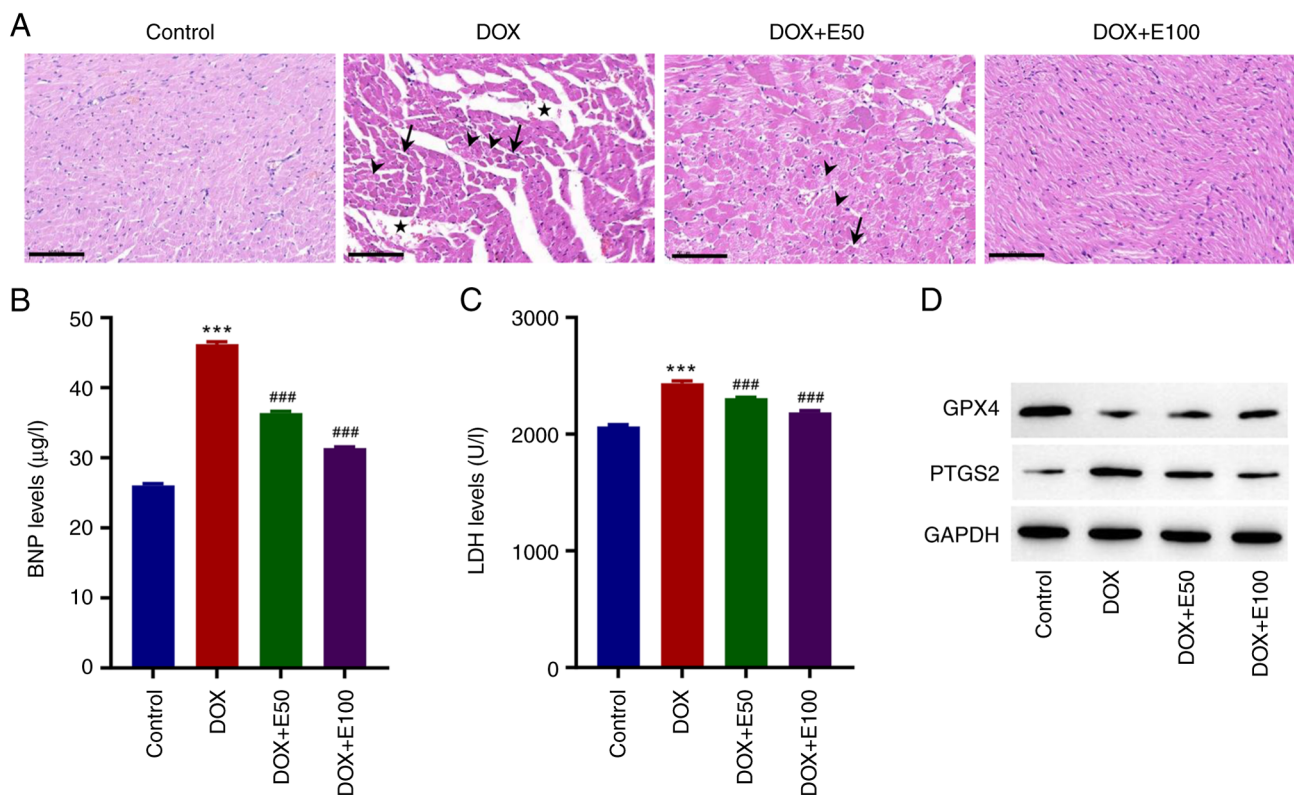 A
Control
DOX
DOX+E50
DOX+E100
B
BNP levels (µg/l)
50
40
30
20
10
0
***
###
###
Control
DOX
DOX+E50
DOX+E100
C
LDH levels (U/l)
3000
2000
1000
0
***
###
###
Control
DOX
DOX+E50
DOX+E100
D
GPX4
PTGS2
GAPDH
Control
DOX
DOX+E50
DOX+E100